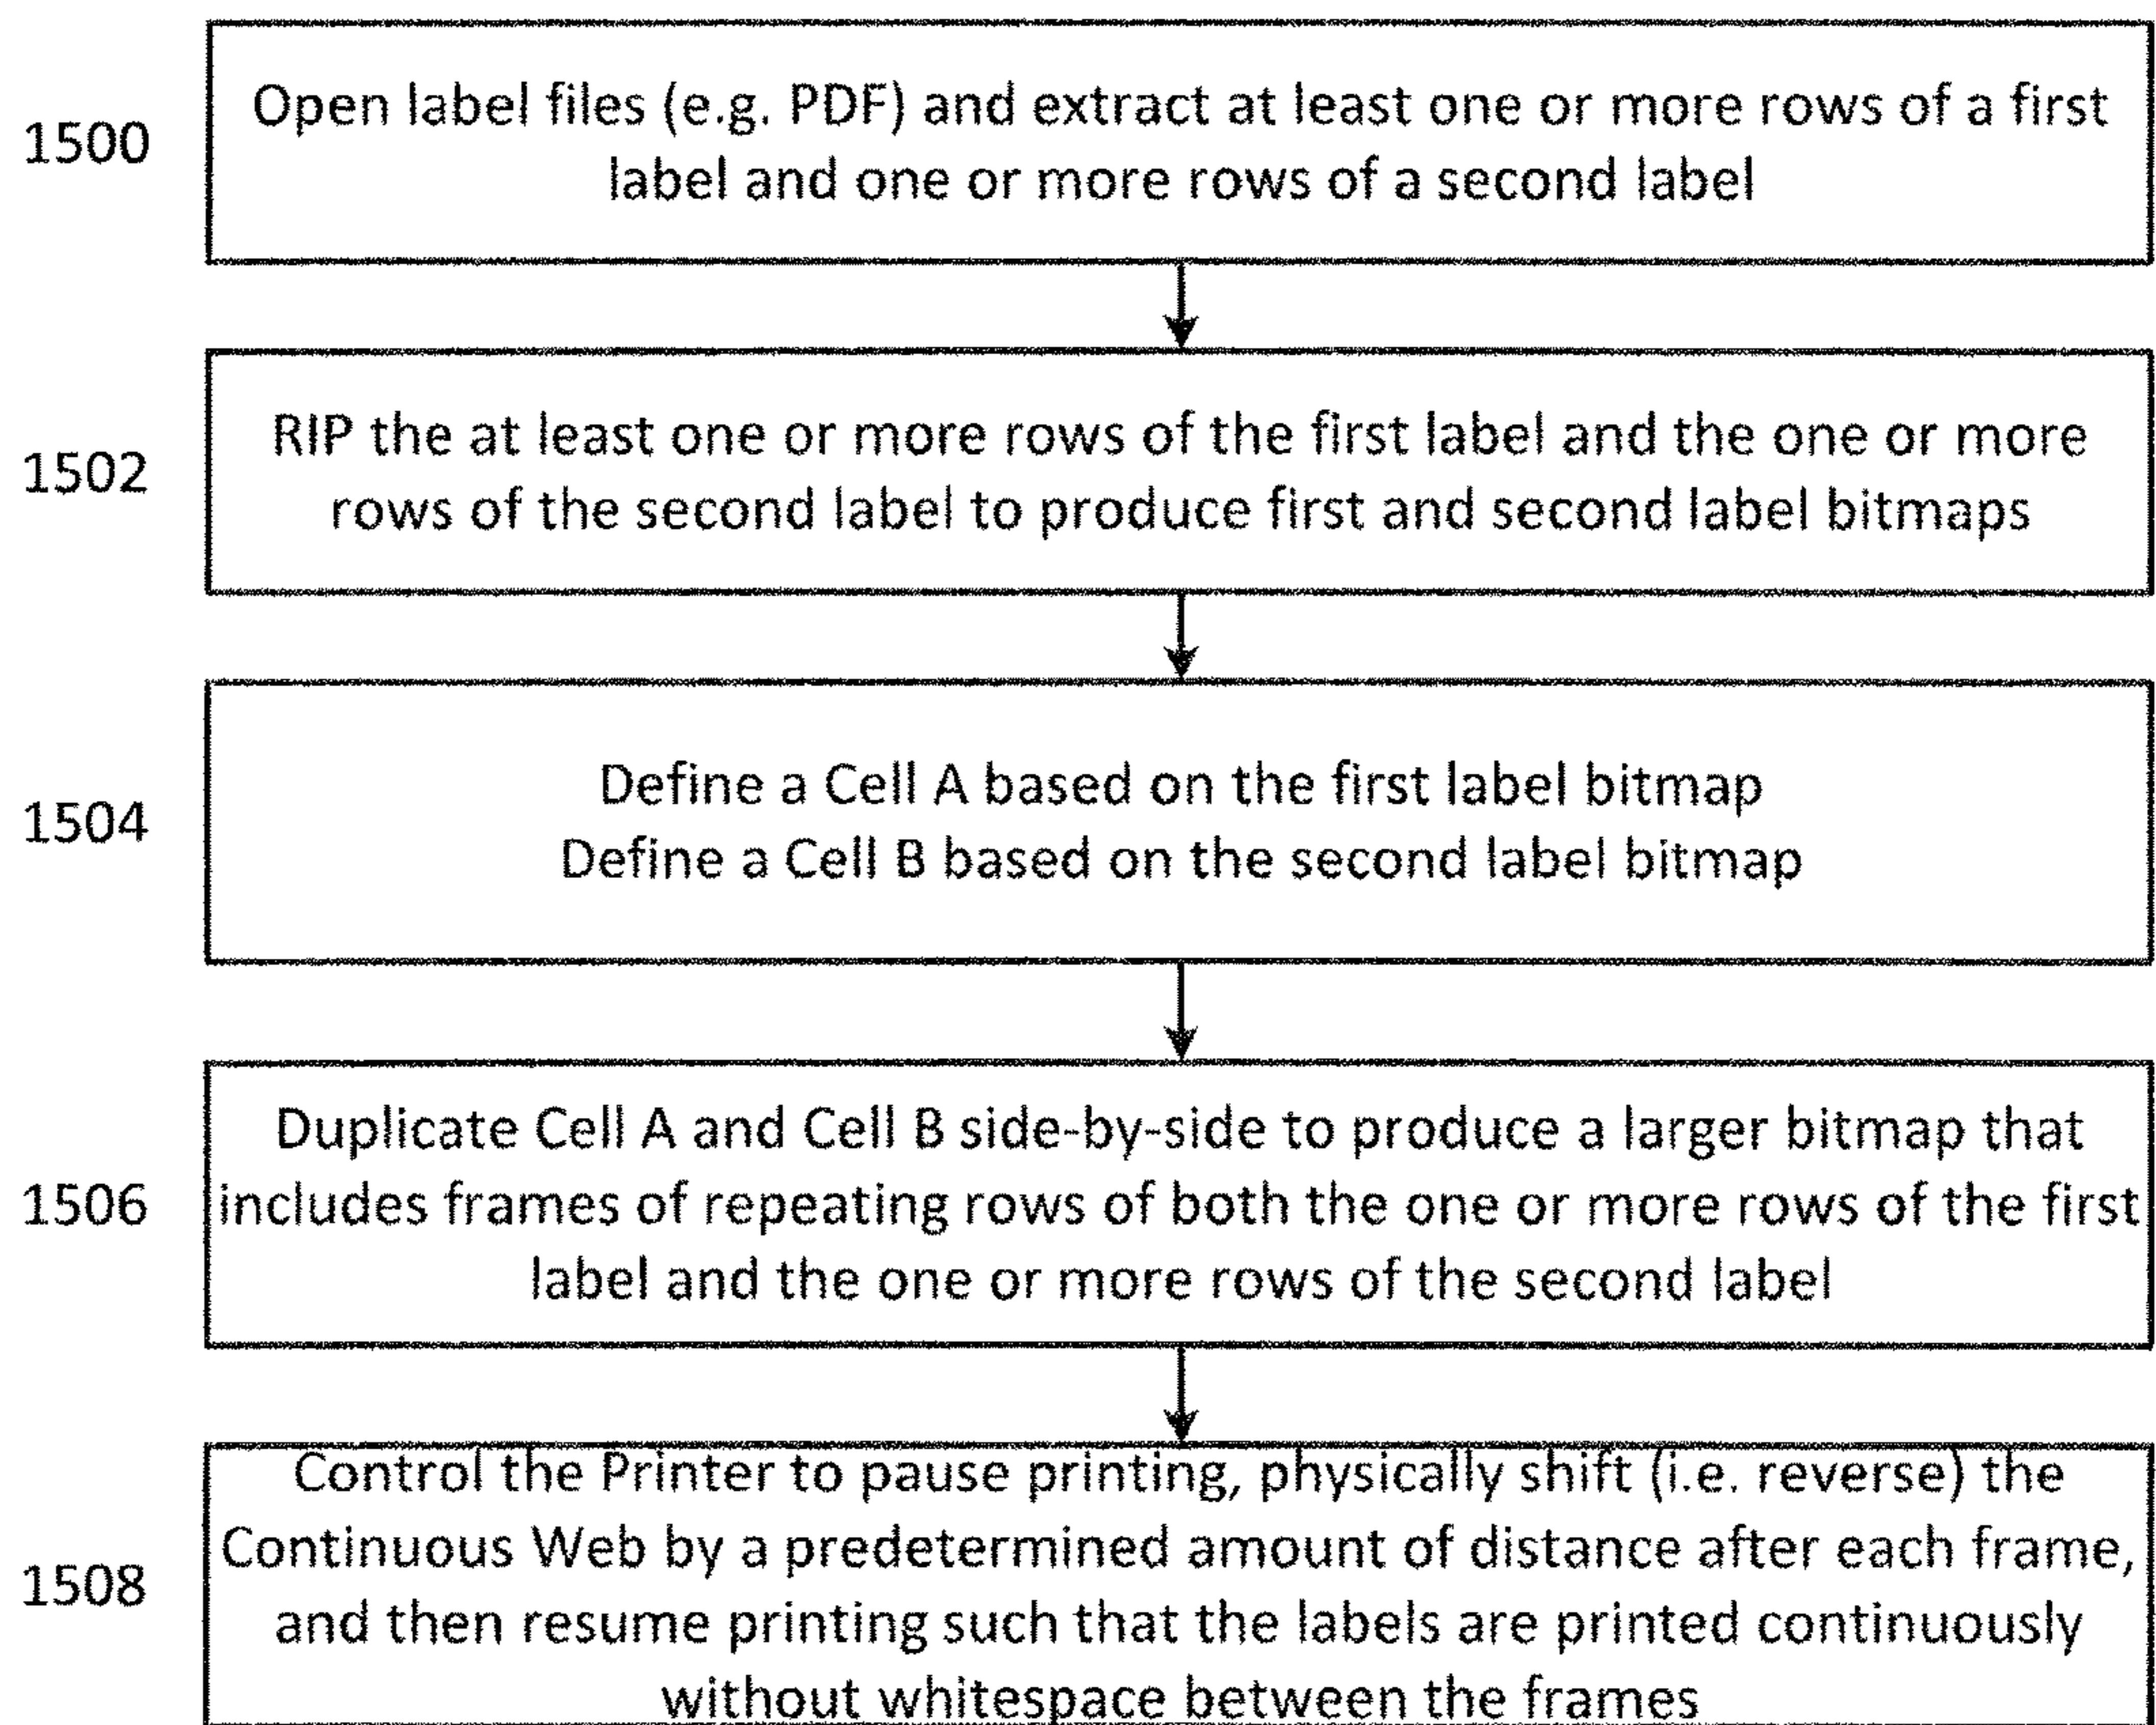 1500
Open label files (e.g. PDF) and extract at least one or more rows of a first
label and one or more rows of a second label
1502
RIP the at least one or more rows of the first label and the one or more
rows of the second label to produce first and second label bitmaps
1504
Define a Cell A based on the first label bitmap
Define a Cell B based on the second label bitmap
1506
Duplicate Cell A and Cell B side-by-side to produce a larger bitmap that
includes frames of repeating rows of both the one or more rows of the first
label and the one or more rows of the second label
1508
Control the Printer to pause printing, physically shift (i.e. reverse) the
Continuous Web by a predetermined amount of distance after each frame,
and then resume printing such that the labels are printed continuously
without whitespace between the frames